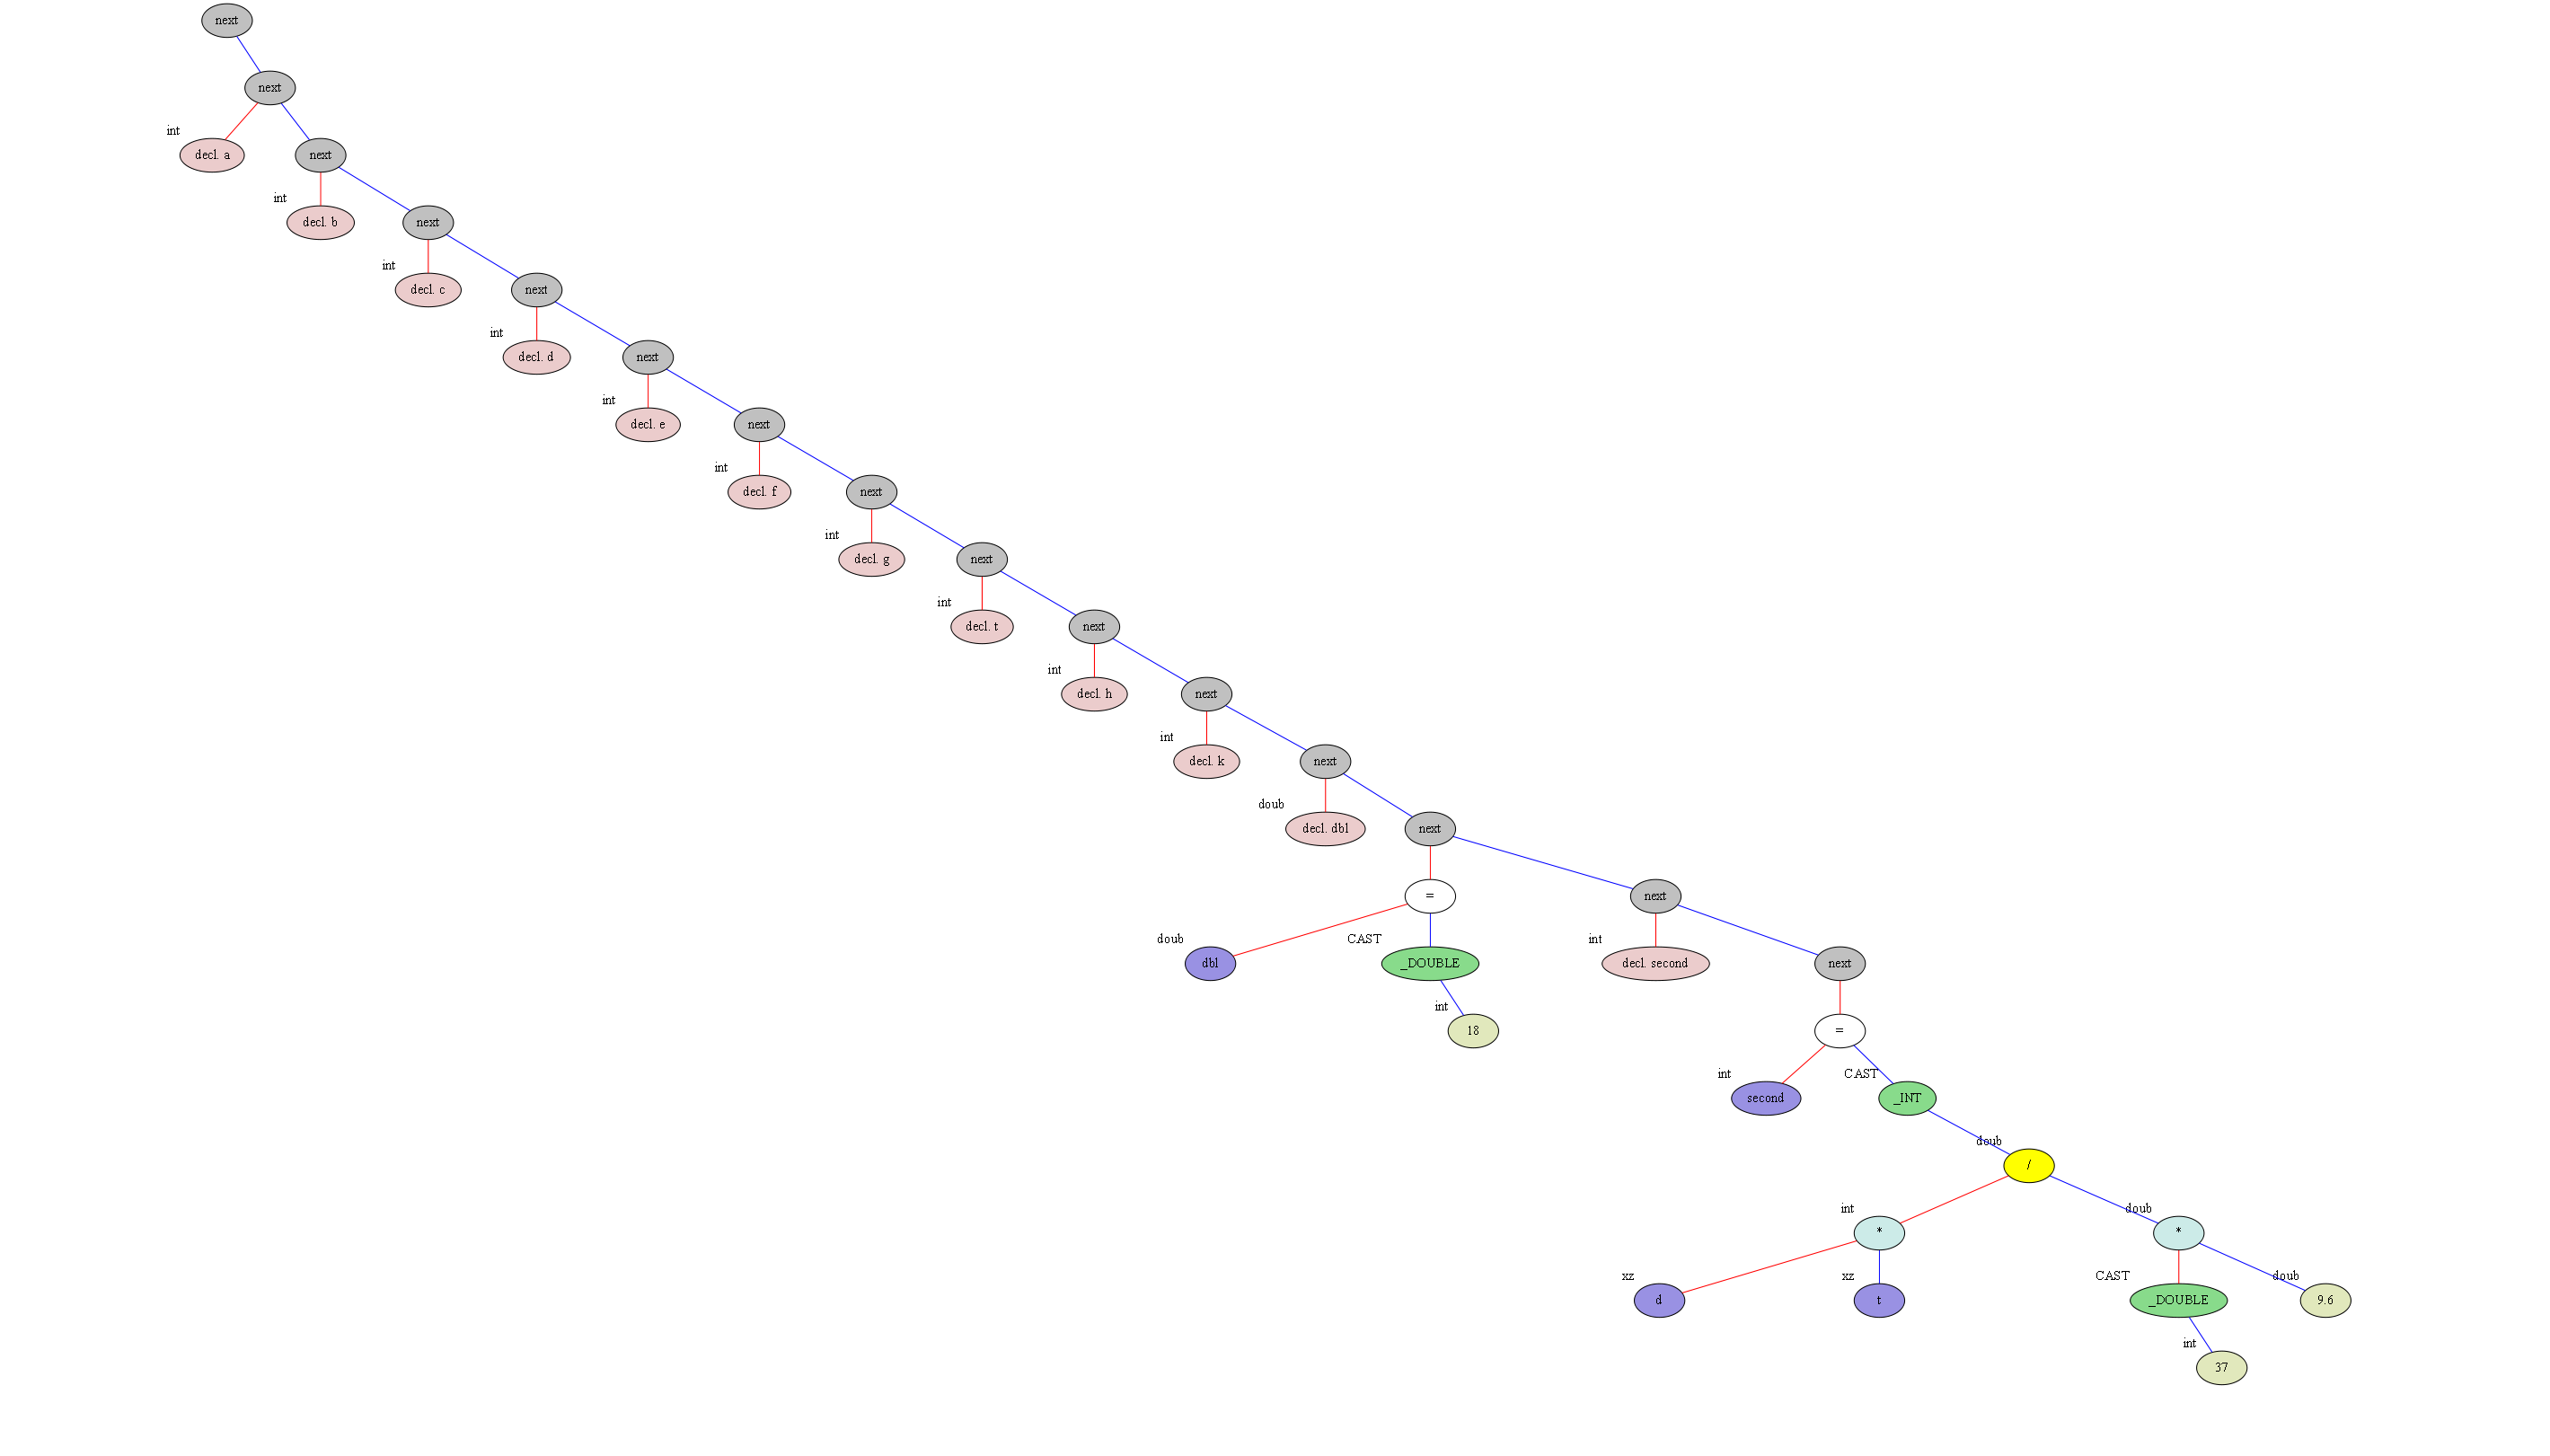 next
next
int
decl. a
next
int
decl. b
next
int
decl. c
next
int
decl. d
next
int
decl. e
next
int
decl. f
next
int
decl. g
next
int
decl. t
next
int
decl. h
next
int
decl. k
next
doub
decl. dbl
next
=
next
doub
dbl
CAST
_DOUBLE
int
decl. second
next
int
18
=
int
second
CAST
_INT
doub
/
int
*
doub
*
xz
d
xz
t
CAST
_DOUBLE
doub
9.6
int
37